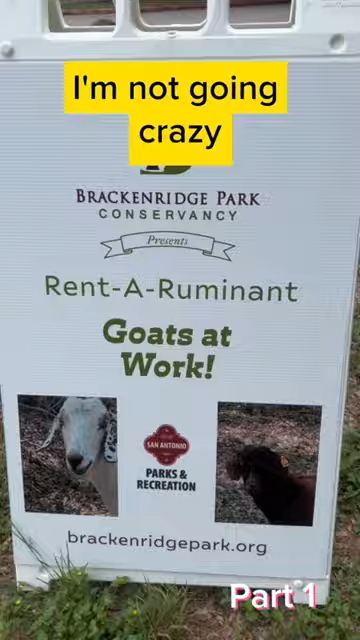 I'm not going
crazy
BRACKENRIDGE PARK
CONSERVANCY
Presents
Rent-A-Ruminant
Goats at
Work!
SAN ANTONIO
PARKS &
RECREATION
brackenridgepark.org
Part 1